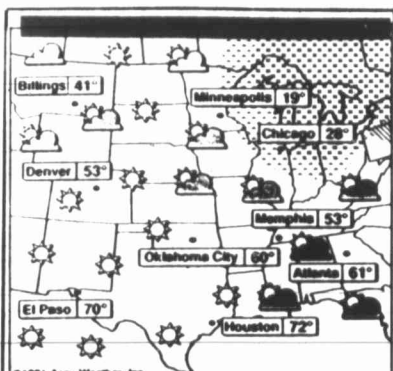 Billings 41°
Minneapolis 19°
Chicago 28°
Denver 53°
Memphis 53°
Oklahoma City 60°
Atlanta 61°
El Paso 70°
Houston 72°